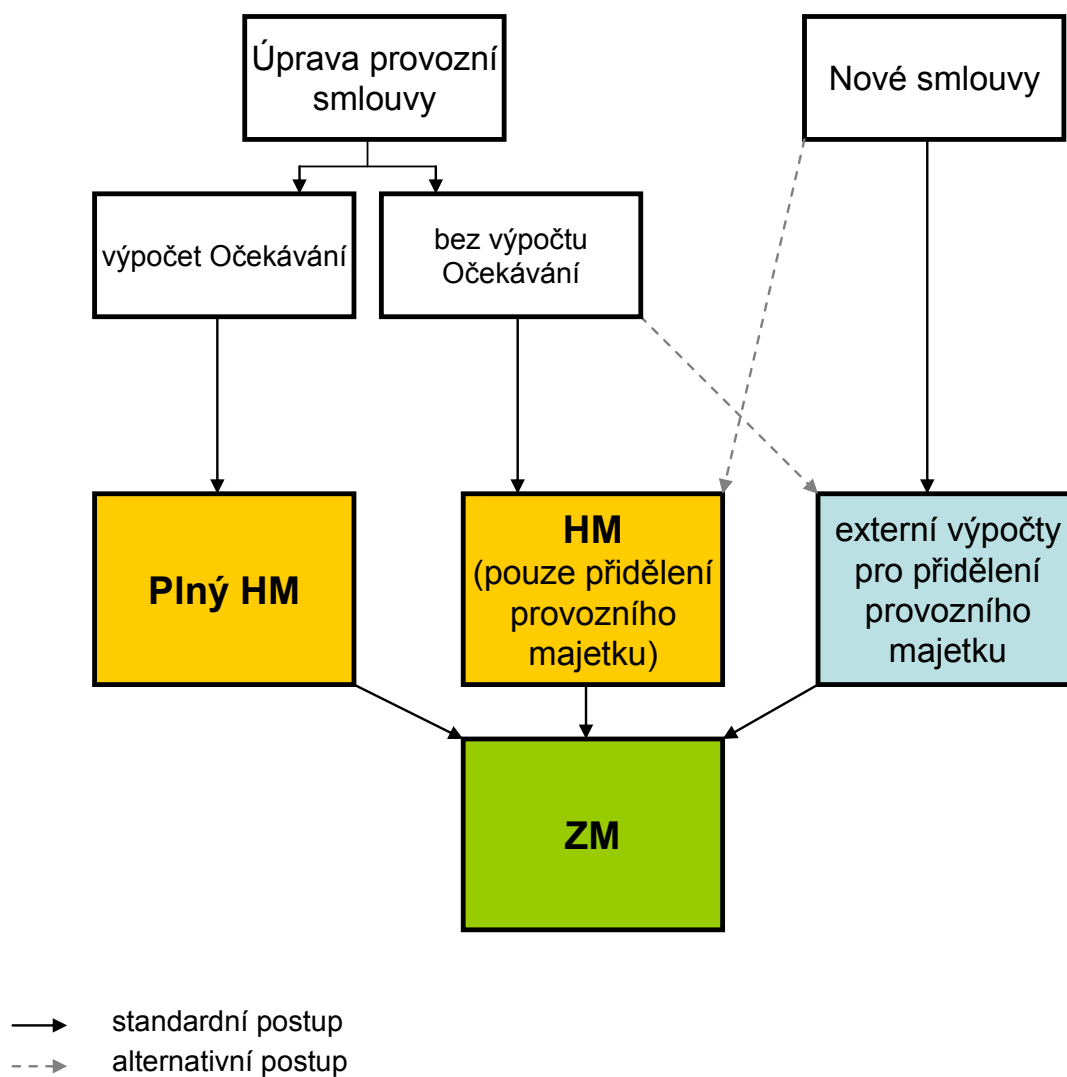 Úprava provozní
smlouvy
Nové smlouvy
výpočet Očekávání
bez výpočtu
Očekávání
Plný HM
HM
(pouze přidělení
provozního
majetku)
externí výpočty
pro přidělení
provozního
majetku
ZM
standardní postup
alternativní postup